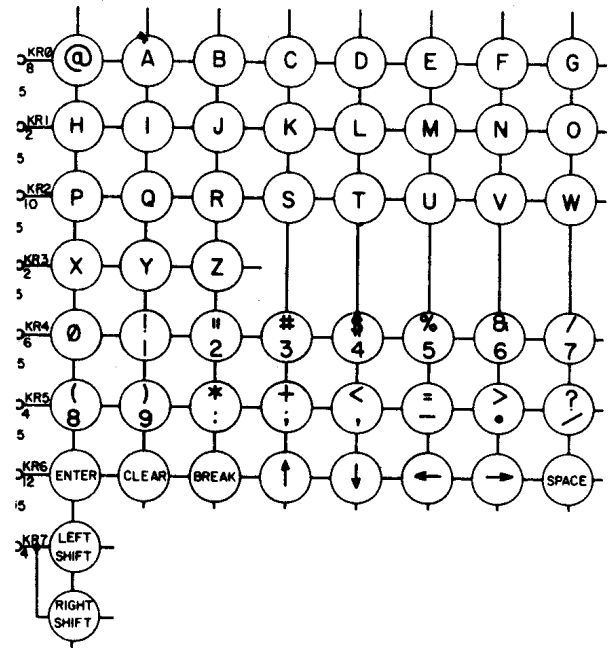 KR0 @ A B C D E F G
8
5
KR1 H I J K L M N O
2
5
KR2 P Q R S T U V W
10
5
KR3 X Y Z
2
5
KR4 0 ! 1 " 2 # 3 $ 4 % 5 & 6 / 7
6
5
KR5 ( 8 ) 9 * : + ; < , = - > . ? /
4
5
KR6 ENTER CLEAR BREAK ↑ ↓ ← → SPACE
12
15
KR7 LEFT SHIFT
4
RIGHT SHIFT